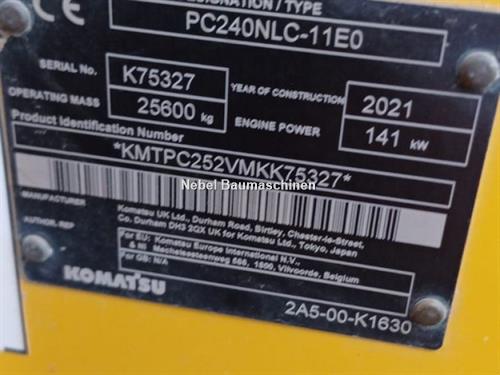 DESIGNATION / TYPE
CE PC240NLC-11E0
SERIAL No. K75327 YEAR OF CONSTRUCTION 2021
OPERATING MASS 25600 kg ENGINE POWER 141 kW
Product Identification Number
*KMTPC252VMKK75327*
Nebel Baumaschinen
Manufacturer
Komatsu UK Ltd., Durham Road, Birtley, Chester-le-Street,
Co. Durham DH3 2QX UK for Komatsu Ltd., Tokyo, Japan
AUTH. REP.
For EU: Komatsu Europe International N.V.,
& NI Mechelsesteenweg 586, 1800, Vilvoorde, Belgium
For GB: N/A
KOMATSU
2A5-00-K1630